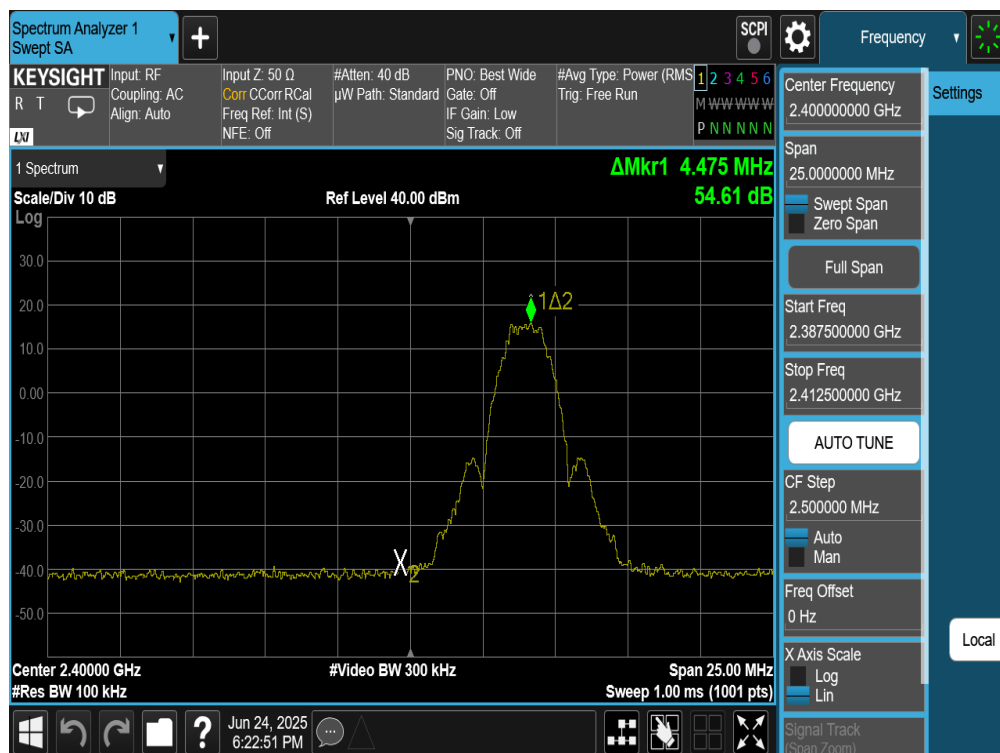 Spectrum Analyzer 1
Swept SA
+
SCPI
Frequency
KEYSIGHT
R T
LXI
Input: RF
Coupling: AC
Align: Auto
Input Z: 50 Ω
Corr CCorr RCal
Freq Ref: Int (S)
NFE: Off
#Atten: 40 dB
µW Path: Standard
PNO: Best Wide
Gate: Off
IF Gain: Low
Sig Track: Off
#Avg Type: Power (RMS
Trig: Free Run
1 2 3 4 5 6
M W W W W W
P N N N N N
1 Spectrum
ΔMkr1 4.475 MHz
54.61 dB
Scale/Div 10 dB
Ref Level 40.00 dBm
Log
30.0
20.0
10.0
0.00
-10.0
-20.0
-30.0
-40.0
-50.0
1Δ2
X
2
Center 2.40000 GHz
#Video BW 300 kHz
Span 25.00 MHz
#Res BW 100 kHz
Sweep 1.00 ms (1001 pts)
Center Frequency
2.400000000 GHz
Settings
Span
25.0000000 MHz
Swept Span
Zero Span
Full Span
Start Freq
2.387500000 GHz
Stop Freq
2.412500000 GHz
AUTO TUNE
CF Step
2.500000 MHz
Auto
Man
Freq Offset
0 Hz
Local
X Axis Scale
Log
Lin
Signal Track
(Span Zoom)
?
Jun 24, 2025
6:22:51 PM